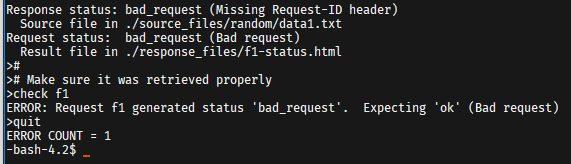 Response status: bad_request (Missing Request-ID header)
  Source file in ./source_files/random/data1.txt
Request status:  bad_request (Bad request)
  Result file in ./response_files/f1-status.html
>#
># Make sure it was retrieved properly
>check f1
ERROR: Request f1 generated status 'bad_request'.  Expecting 'ok' (Bad request)
>quit
ERROR COUNT = 1
-bash-4.2$ _